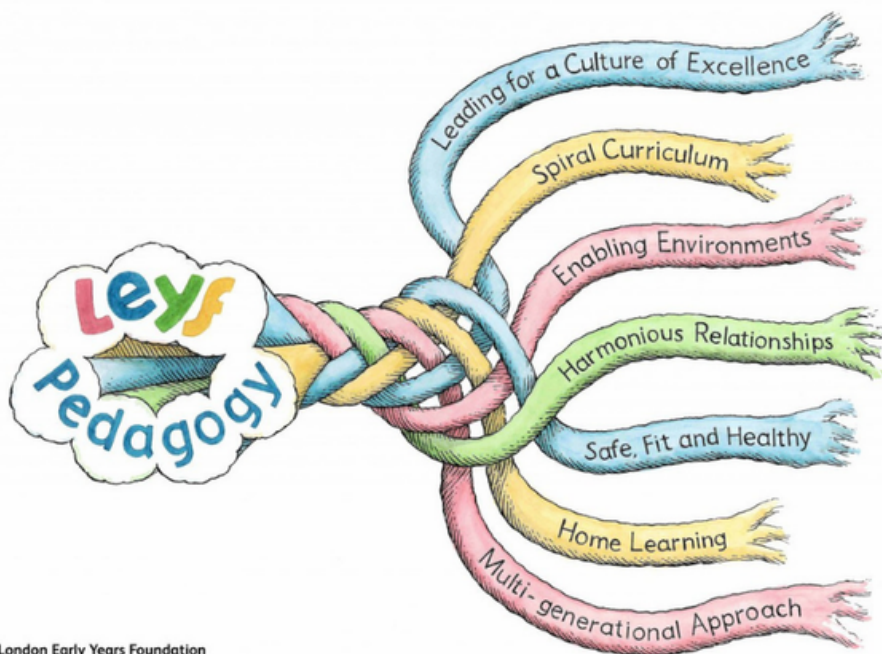 Leading for a Culture of Excellence
Spiral Curriculum
Enabling Environments
Leyf
Pedagogy
Harmonious Relationships
Safe, Fit and Healthy
Home Learning
Multi-generational Approach
London Early Years Foundation